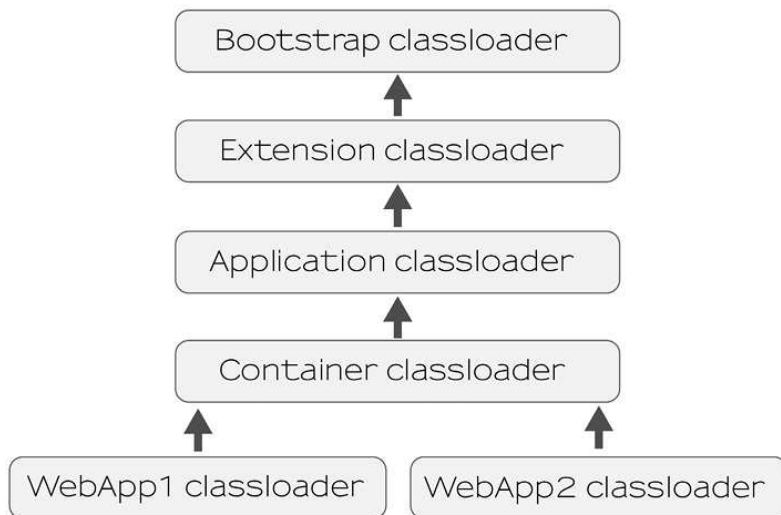 Bootstrap classloader
Extension classloader
Application classloader
Container classloader
WebApp1 classloader
WebApp2 classloader